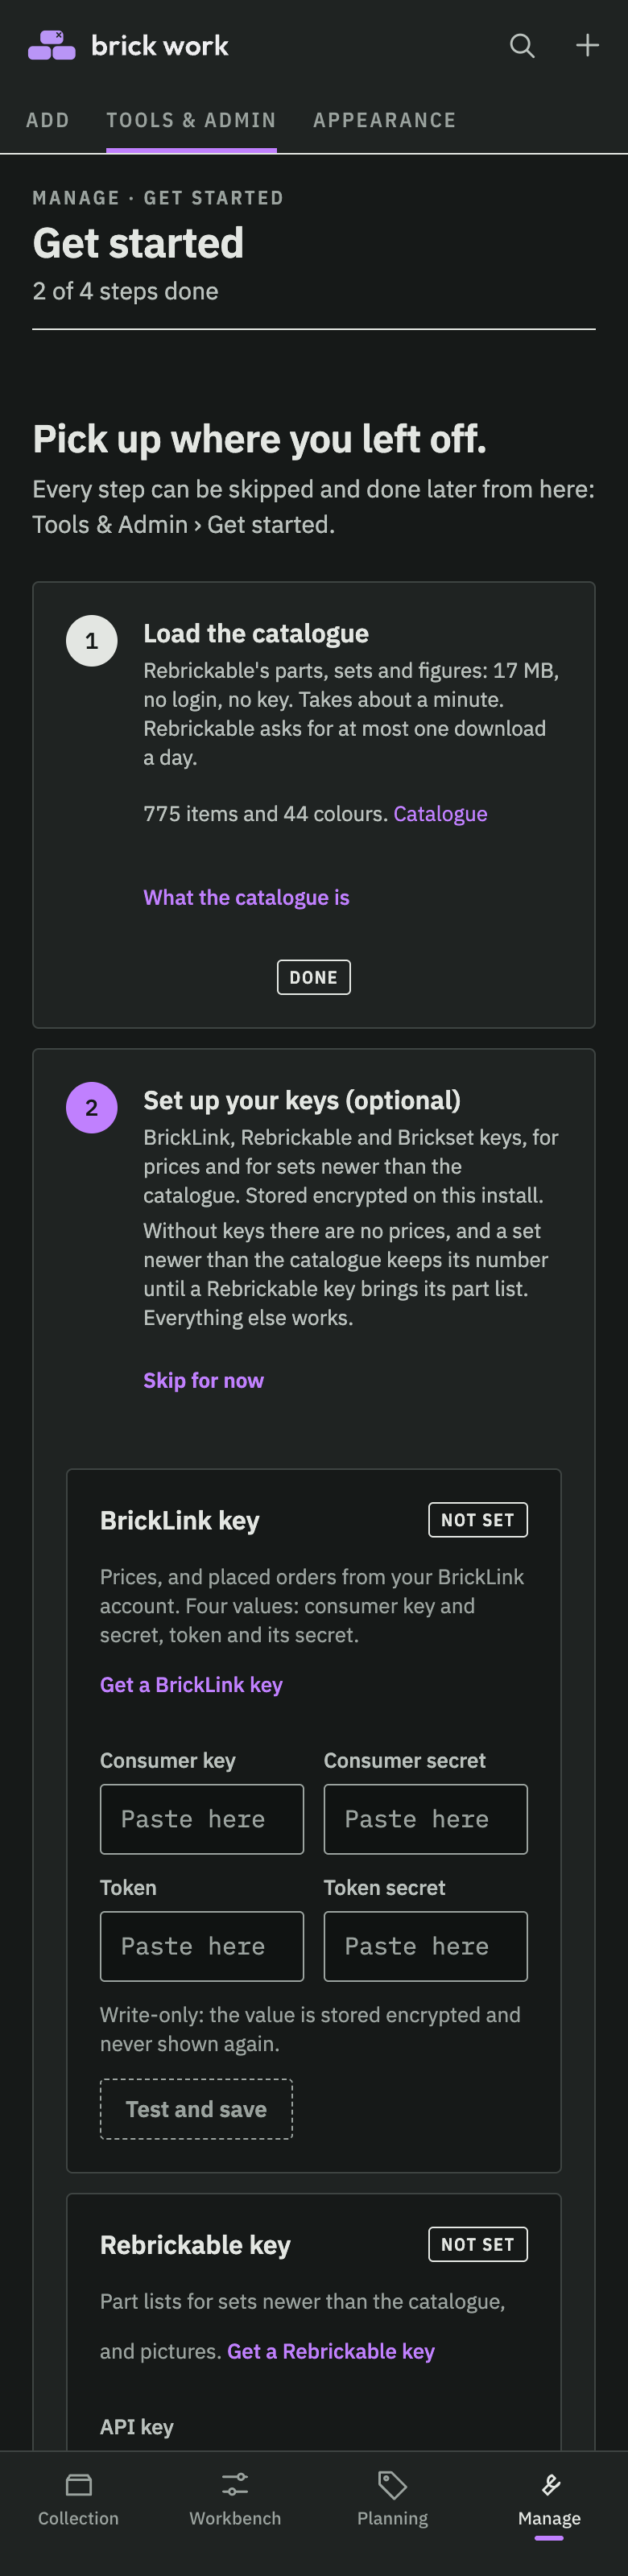 brick work
ADD TOOLS & ADMIN APPEARANCE
MANAGE · GET STARTED
Get started
2 of 4 steps done
Pick up where you left off.
Every step can be skipped and done later from here:
Tools & Admin › Get started.
1
Load the catalogue
Rebrickable's parts, sets and figures: 17 MB,
no login, no key. Takes about a minute.
Rebrickable asks for at most one download
a day.
775 items and 44 colours. Catalogue
What the catalogue is
DONE
2
Set up your keys (optional)
BrickLink, Rebrickable and Brickset keys, for
prices and for sets newer than the
catalogue. Stored encrypted on this install.
Without keys there are no prices, and a set
newer than the catalogue keeps its number
until a Rebrickable key brings its part list.
Everything else works.
Skip for now
BrickLink key NOT SET
Prices, and placed orders from your BrickLink
account. Four values: consumer key and
secret, token and its secret.
Get a BrickLink key
Consumer key Consumer secret
Paste here Paste here
Token Token secret
Paste here Paste here
Write-only: the value is stored encrypted and
never shown again.
Test and save
Rebrickable key NOT SET
Part lists for sets newer than the catalogue,
and pictures. Get a Rebrickable key
API key
Collection Workbench Planning Manage